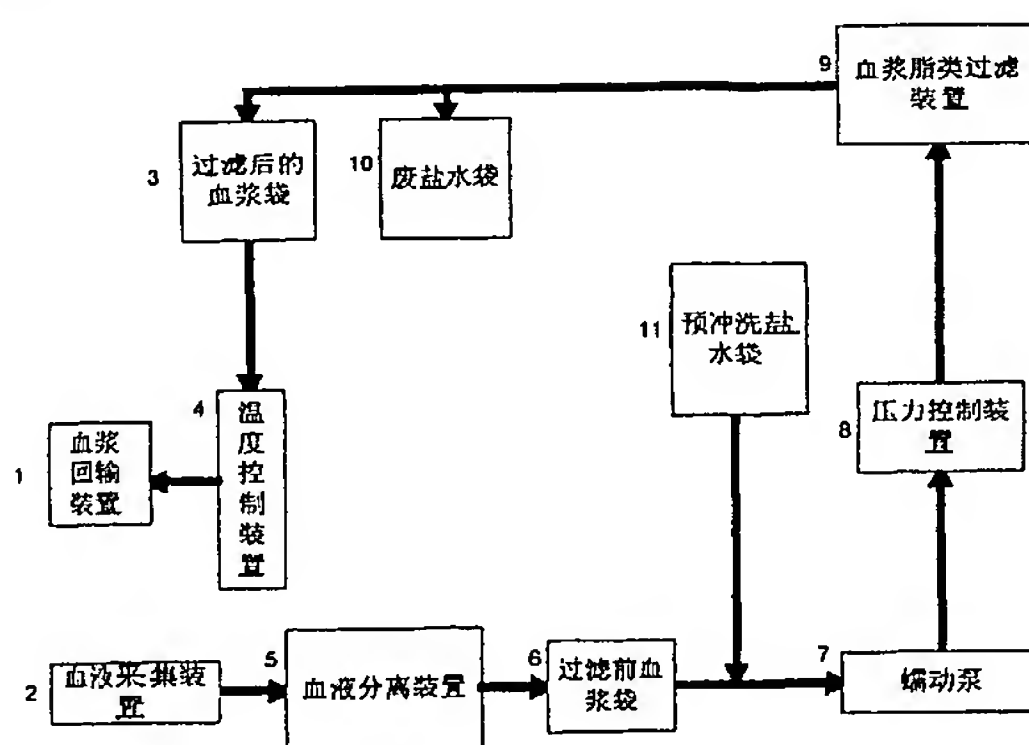 9
血浆脂类过滤
装置
3
过滤后的
血浆袋
10
废盐水袋
11
预冲洗盐
水袋
4
温
度
控
制
装
置
1
血浆
回输
装置
8
压力控制装
置
2
血液采集装
置
5
血液分离装置
6
过滤前血
浆袋
7
蠕动泵